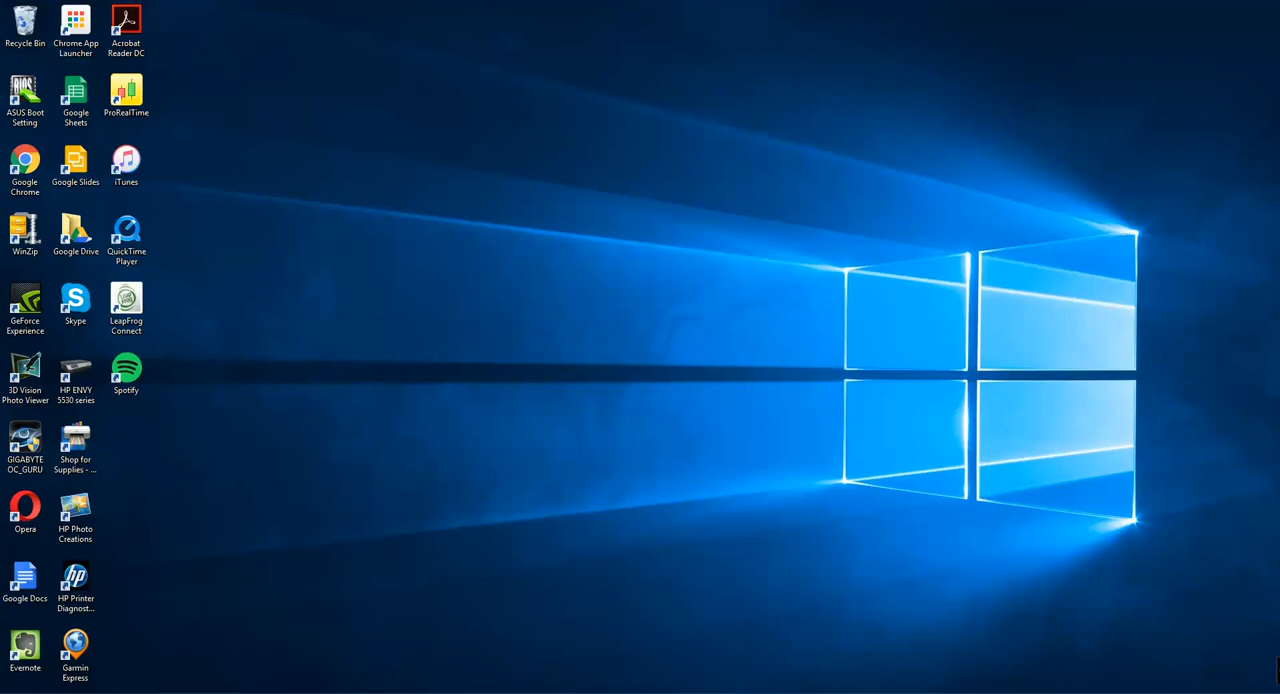 Recycle Bin
Chrome App
Launcher
Acrobat
Reader DC
ASUS Boot
Setting
Google
Sheets
ProRealTime
Google
Chrome
Google Slides
iTunes
WinZip
Google Drive
QuickTime
Player
GeForce
Experience
Skype
LeapFrog
Connect
3D Vision
Photo Viewer
HP ENVY
5530 series
Spotify
GIGABYTE
OC_GURU
Shop for
Supplies - ...
Opera
HP Photo
Creations
Google Docs
HP Printer
Diagnost...
Evernote
Garmin
Express